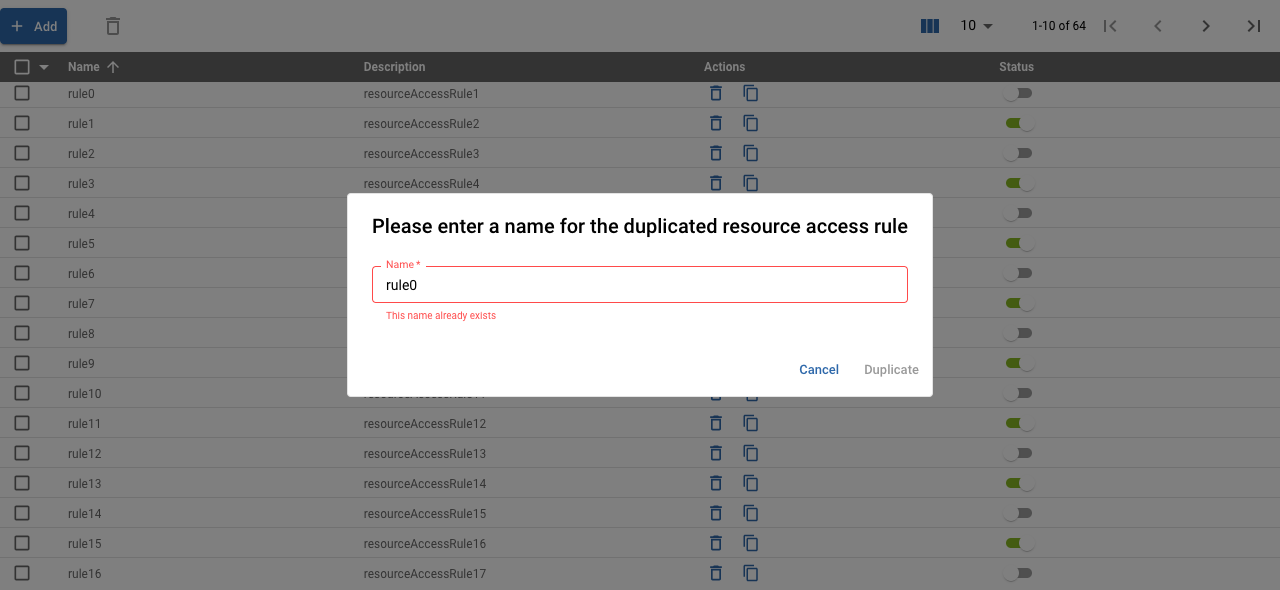 Add
10
1-10 of 64
Name Description Actions Status
rule0 resourceAccessRule1
rule1 resourceAccessRule2
rule2 resourceAccessRule3
rule3 resourceAccessRule4
rule4
rule5
rule6
rule7
rule8
rule9
rule10
rule11 resourceAccessRule12
rule12 resourceAccessRule13
rule13 resourceAccessRule14
rule14 resourceAccessRule15
rule15 resourceAccessRule16
rule16 resourceAccessRule17
Please enter a name for the duplicated resource access rule
Name *
rule0
This name already exists
Cancel Duplicate